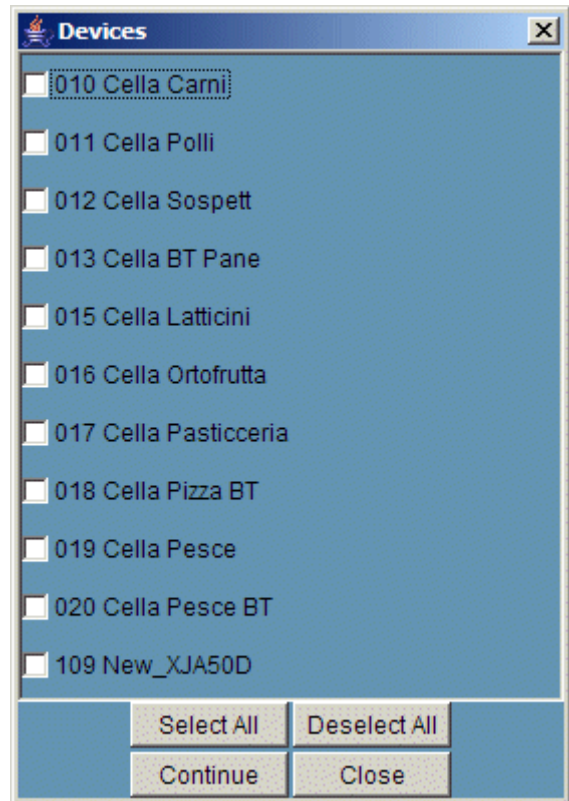 Devices
010 Cella Carni
011 Cella Polli
012 Cella Sospett
013 Cella BT Pane
015 Cella Latticini
016 Cella Ortofrutta
017 Cella Pasticceria
018 Cella Pizza BT
019 Cella Pesce
020 Cella Pesce BT
109 New_XJA50D
Select All Deselect All
Continue Close